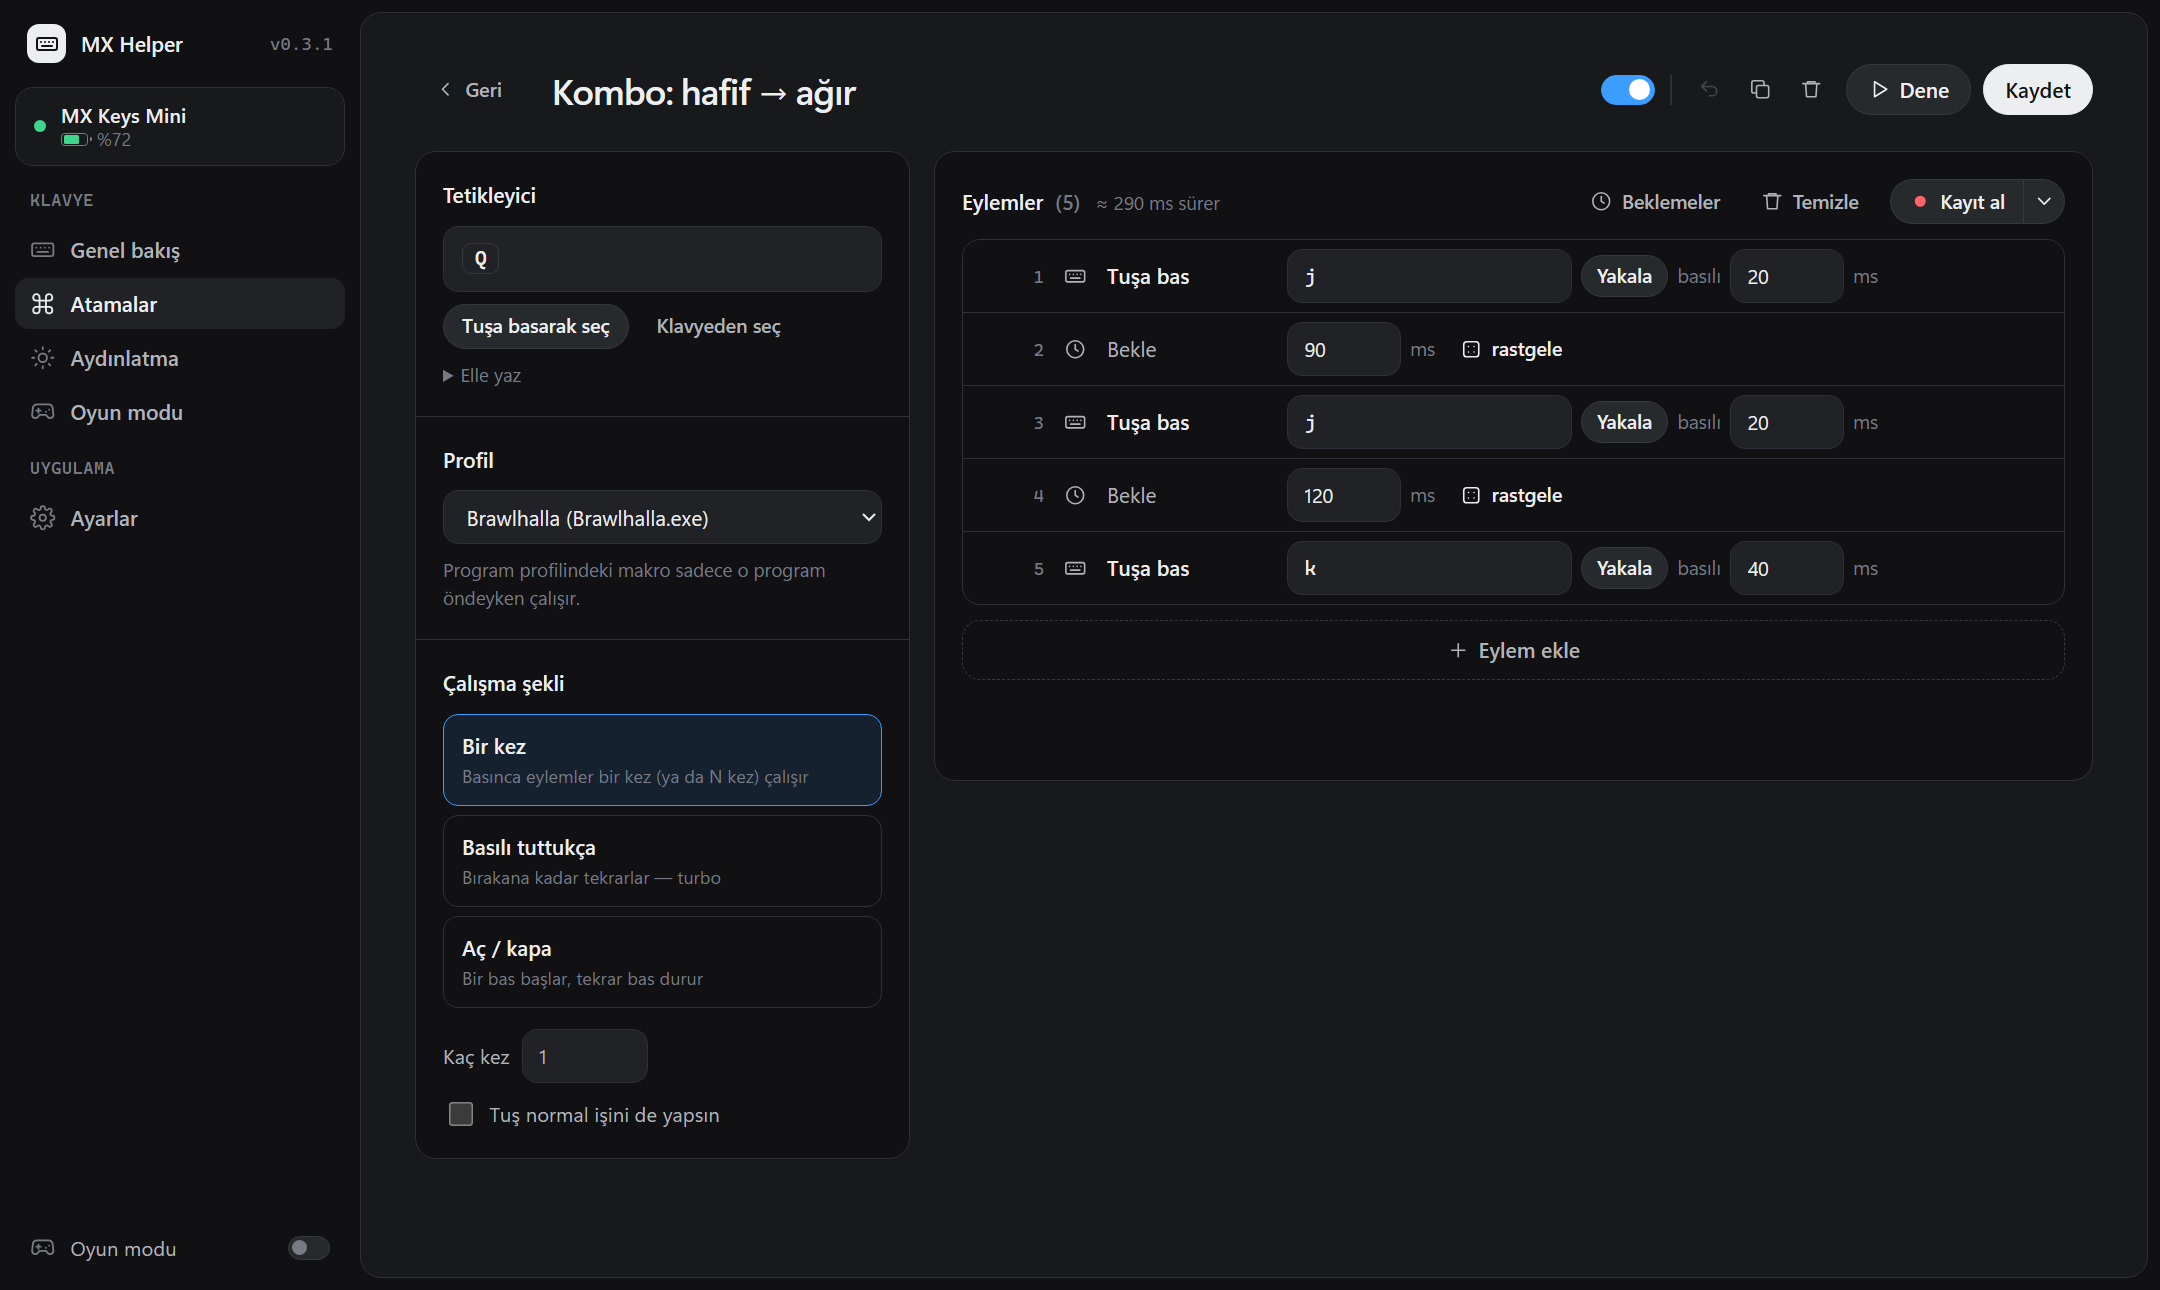 MX Helper v0.3.1
MX Keys Mini
%72
KLAVYE
Genel bakış
Atamalar
Aydınlatma
Oyun modu
UYGULAMA
Ayarlar
Oyun modu
Geri
Kombo: hafif → ağır
Dene
Kaydet
Tetikleyici
Q
Tuşa basarak seç Klavyeden seç
▶ Elle yaz
Profil
Brawlhalla (Brawlhalla.exe)
Program profilindeki makro sadece o program
öndeyken çalışır.
Çalışma şekli
Bir kez
Basınca eylemler bir kez (ya da N kez) çalışır
Basılı tuttukça
Bırakana kadar tekrarlar — turbo
Aç / kapa
Bir bas başlar, tekrar bas durur
Kaç kez 1
Tuş normal işini de yapsın
Eylemler (5) ≈ 290 ms sürer Beklemeler Temizle Kayıt al
1 Tuşa bas j Yakala basılı 20 ms
2 Bekle 90 ms rastgele
3 Tuşa bas j Yakala basılı 20 ms
4 Bekle 120 ms rastgele
5 Tuşa bas k Yakala basılı 40 ms
+ Eylem ekle